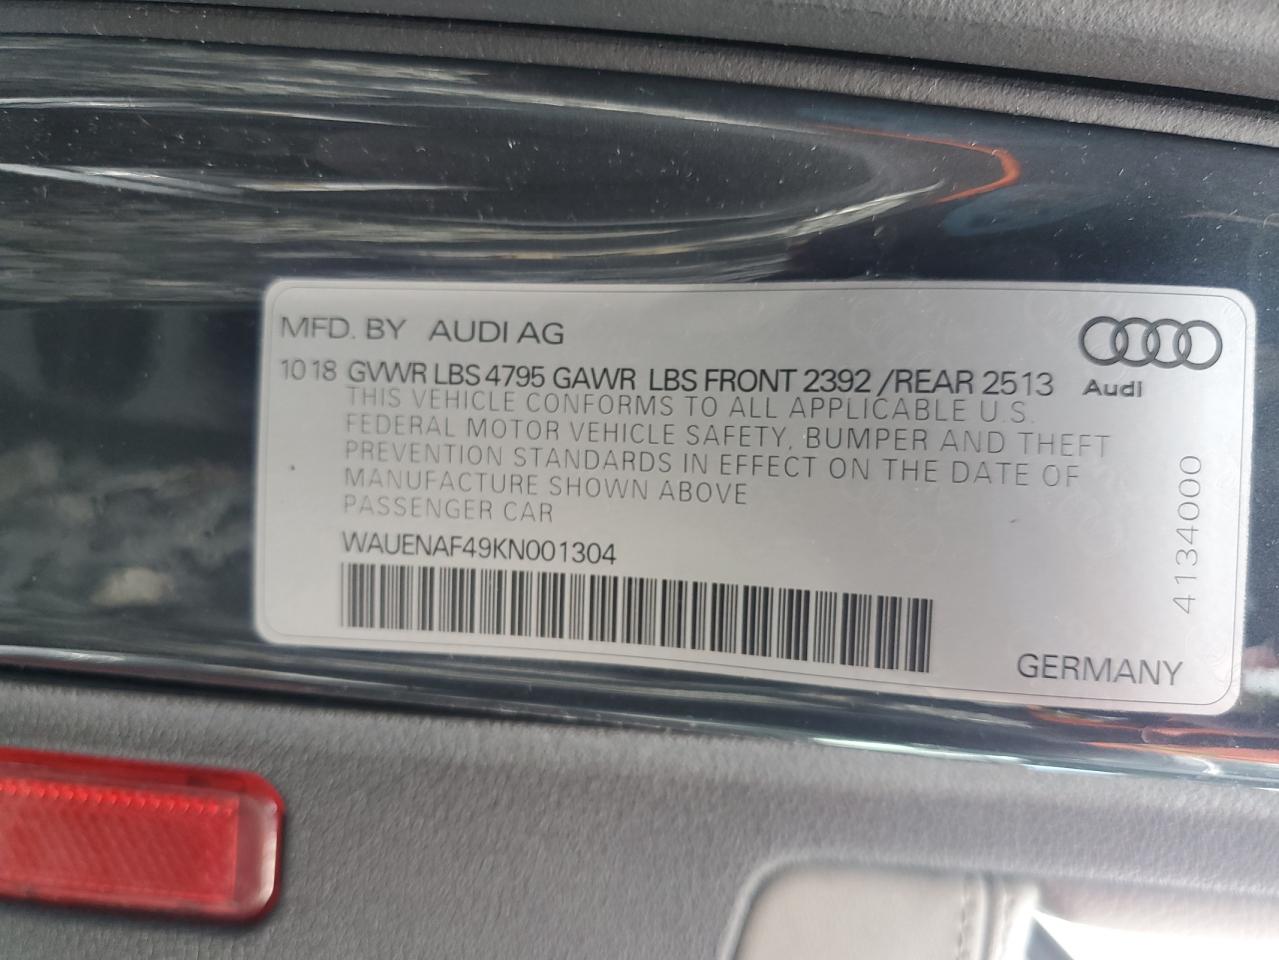 MFD. BY AUDI AG
Audi
1018 GVWR LBS 4795 GAWR LBS FRONT 2392 /REAR 2513
THIS VEHICLE CONFORMS TO ALL APPLICABLE U.S.
FEDERAL MOTOR VEHICLE SAFETY, BUMPER AND THEFT
PREVENTION STANDARDS IN EFFECT ON THE DATE OF
MANUFACTURE SHOWN ABOVE
PASSENGER CAR
WAUENAF49KN001304
4134000
GERMANY